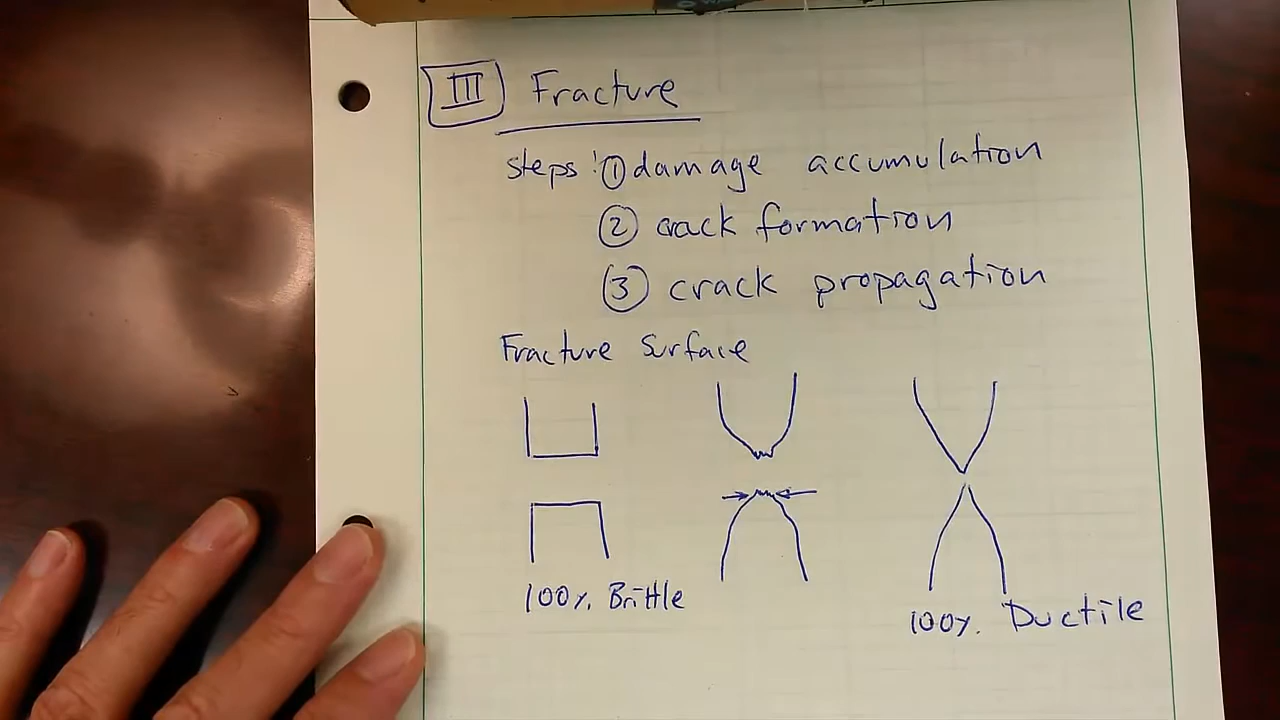 III Fracture
steps: ① damage accumulation
② crack formation
③ crack propagation
Fracture Surface
100%. Brittle
100%. Ductile